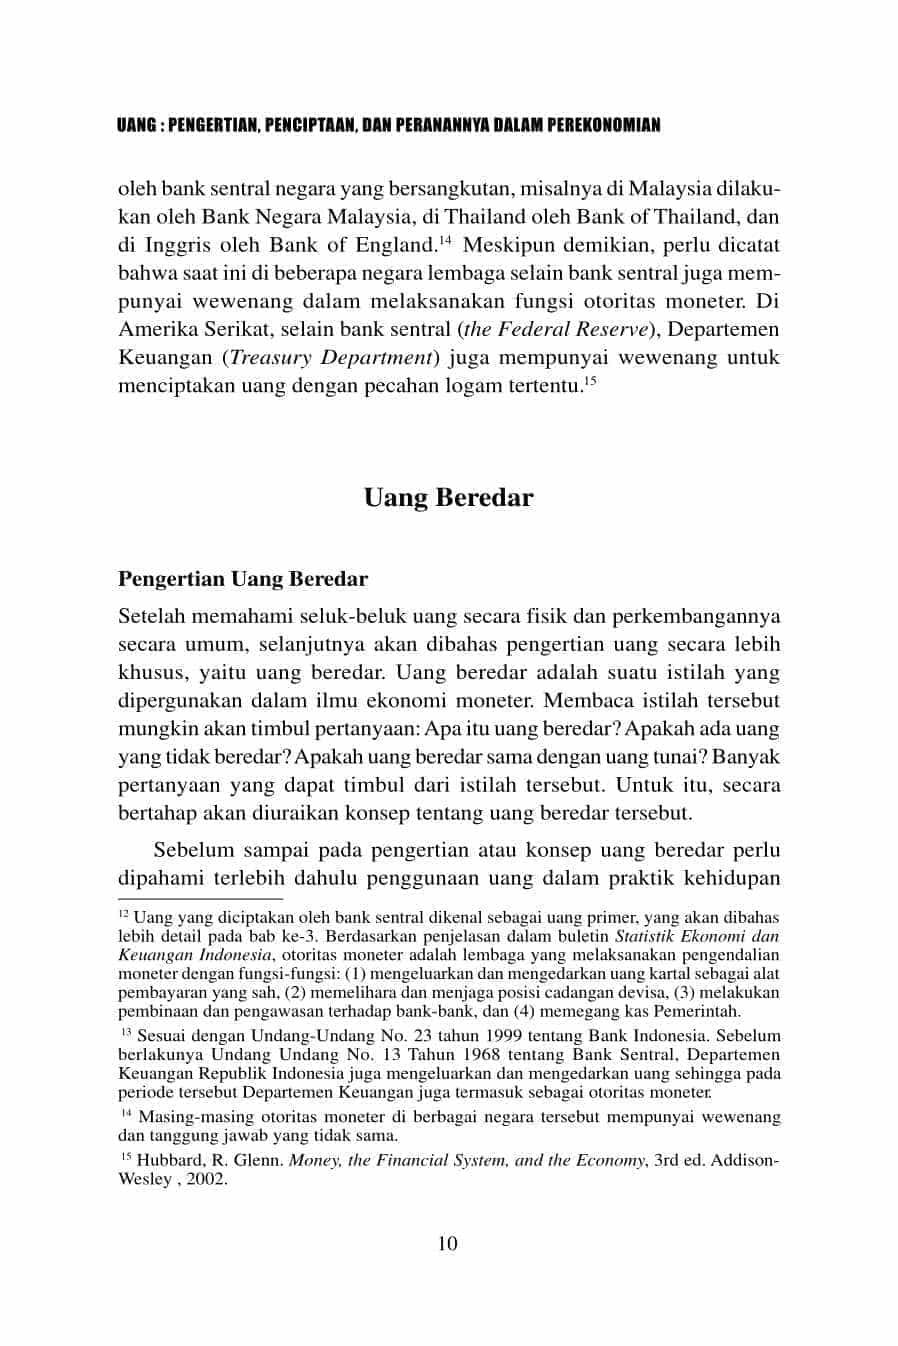 UANG : PENGERTIAN, PENCIPTAAN, DAN PERANANNYA DALAM PEREKONOMIAN
oleh bank sentral negara yang bersangkutan, misalnya di Malaysia dilaku-
kan oleh Bank Negara Malaysia, di Thailand oleh Bank of Thailand, dan
di Inggris oleh Bank of England.¹⁴ Meskipun demikian, perlu dicatat
bahwa saat ini di beberapa negara lembaga selain bank sentral juga mem-
punyai wewenang dalam melaksanakan fungsi otoritas moneter. Di
Amerika Serikat, selain bank sentral (the Federal Reserve), Departemen
Keuangan (Treasury Department) juga mempunyai wewenang untuk
menciptakan uang dengan pecahan logam tertentu.¹⁵
Uang Beredar
Pengertian Uang Beredar
Setelah memahami seluk-beluk uang secara fisik dan perkembangannya
secara umum, selanjutnya akan dibahas pengertian uang secara lebih
khusus, yaitu uang beredar. Uang beredar adalah suatu istilah yang
dipergunakan dalam ilmu ekonomi moneter. Membaca istilah tersebut
mungkin akan timbul pertanyaan: Apa itu uang beredar? Apakah ada uang
yang tidak beredar? Apakah uang beredar sama dengan uang tunai? Banyak
pertanyaan yang dapat timbul dari istilah tersebut. Untuk itu, secara
bertahap akan diuraikan konsep tentang uang beredar tersebut.
Sebelum sampai pada pengertian atau konsep uang beredar perlu
dipahami terlebih dahulu penggunaan uang dalam praktik kehidupan
¹² Uang yang diciptakan oleh bank sentral dikenal sebagai uang primer, yang akan dibahas
lebih detail pada bab ke-3. Berdasarkan penjelasan dalam buletin Statistik Ekonomi dan
Keuangan Indonesia, otoritas moneter adalah lembaga yang melaksanakan pengendalian
moneter dengan fungsi-fungsi: (1) mengeluarkan dan mengedarkan uang kartal sebagai alat
pembayaran yang sah, (2) memelihara dan menjaga posisi cadangan devisa, (3) melakukan
pembinaan dan pengawasan terhadap bank-bank, dan (4) memegang kas Pemerintah.
¹³ Sesuai dengan Undang-Undang No. 23 tahun 1999 tentang Bank Indonesia. Sebelum
berlakunya Undang Undang No. 13 Tahun 1968 tentang Bank Sentral, Departemen
Keuangan Republik Indonesia juga mengeluarkan dan mengedarkan uang sehingga pada
periode tersebut Departemen Keuangan juga termasuk sebagai otoritas moneter.
¹⁴ Masing-masing otoritas moneter di berbagai negara tersebut mempunyai wewenang
dan tanggung jawab yang tidak sama.
¹⁵ Hubbard, R. Glenn. Money, the Financial System, and the Economy, 3rd ed. Addison-
Wesley , 2002.
10